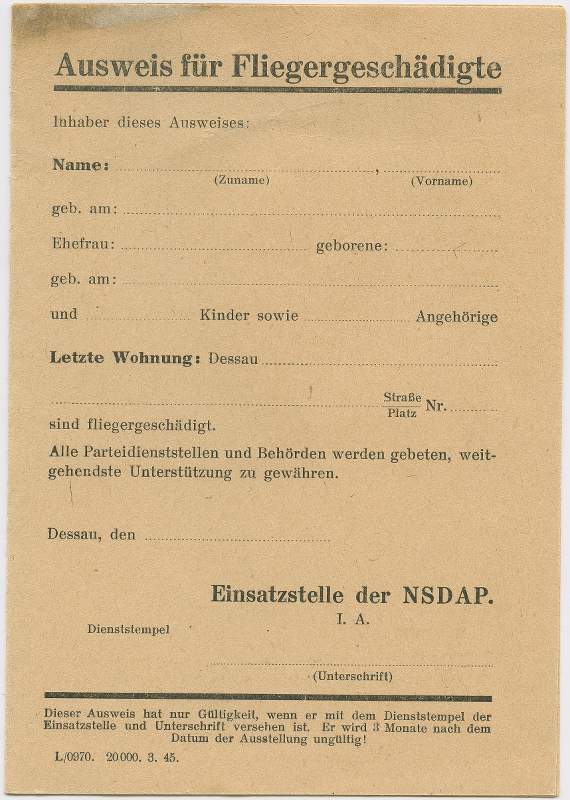 Ausweis für Fliegergeschädigte
Inhaber dieses Ausweises:
Name: ........................ , ........................
(Zuname) (Vorname)
geb. am: ........................
Ehefrau: ........................ geborene: ........................
geb. am: ........................
und ........................ Kinder sowie ........................ Angehörige
Letzte Wohnung: Dessau ........................
........................ Straße
Platz Nr. ............
sind fliegergeschädigt.
Alle Parteidienststellen und Behörden werden gebeten, weit-
gehendste Unterstützung zu gewähren.
Dessau, den ........................
Einsatzstelle der NSDAP.
I. A.
Dienststempel
(Unterschrift)
Dieser Ausweis hat nur Gültigkeit, wenn er mit dem Dienststempel der
Einsatzstelle und Unterschrift versehen ist. Er wird 3 Monate nach dem
Datum der Ausstellung ungültig!
L/0970. 20 000. 3. 45.